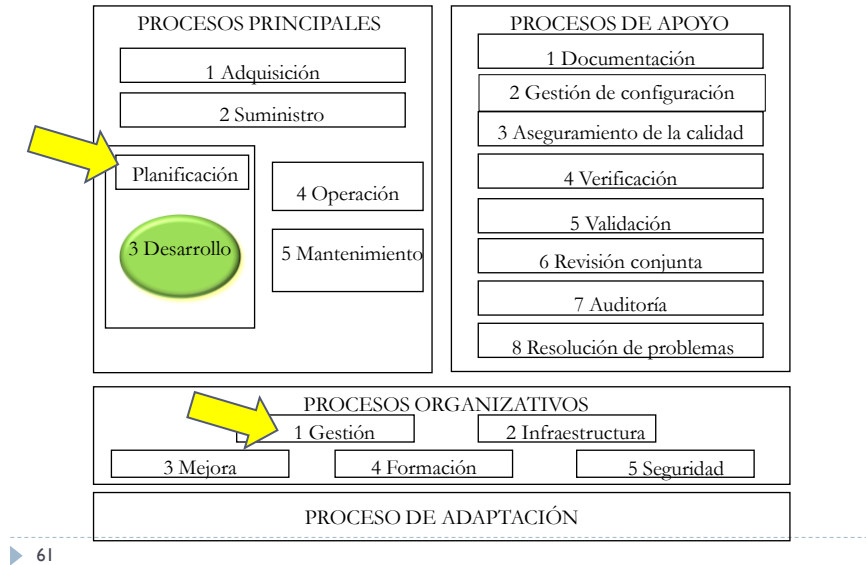 PROCESOS PRINCIPALES
1 Adquisición
2 Suministro
Planificación
3 Desarrollo
4 Operación
5 Mantenimiento
PROCESOS DE APOYO
1 Documentación
2 Gestión de configuración
3 Aseguramiento de la calidad
4 Verificación
5 Validación
6 Revisión conjunta
7 Auditoría
8 Resolución de problemas
PROCESOS ORGANIZATIVOS
1 Gestión
2 Infraestructura
3 Mejora
4 Formación
5 Seguridad
PROCESO DE ADAPTACIÓN
61